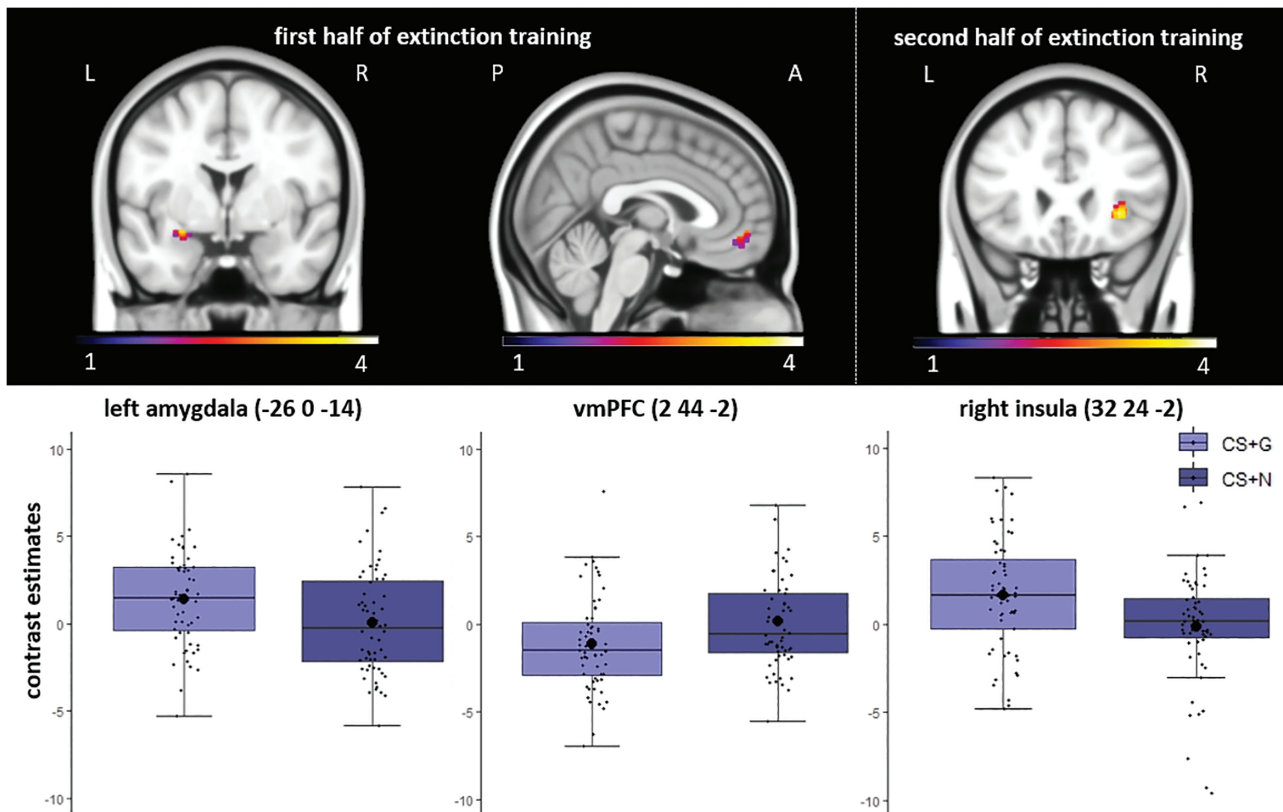 first half of extinction training
second half of extinction training
L R P A L R
1 4 1 4 1 4
left amygdala (-26 0 -14)
vmPFC (2 44 -2)
right insula (32 24 -2)
contrast estimates
10
5
0
-5
-10
10
5
0
-5
-10
10
5
0
-5
-10
CS+G
CS+N